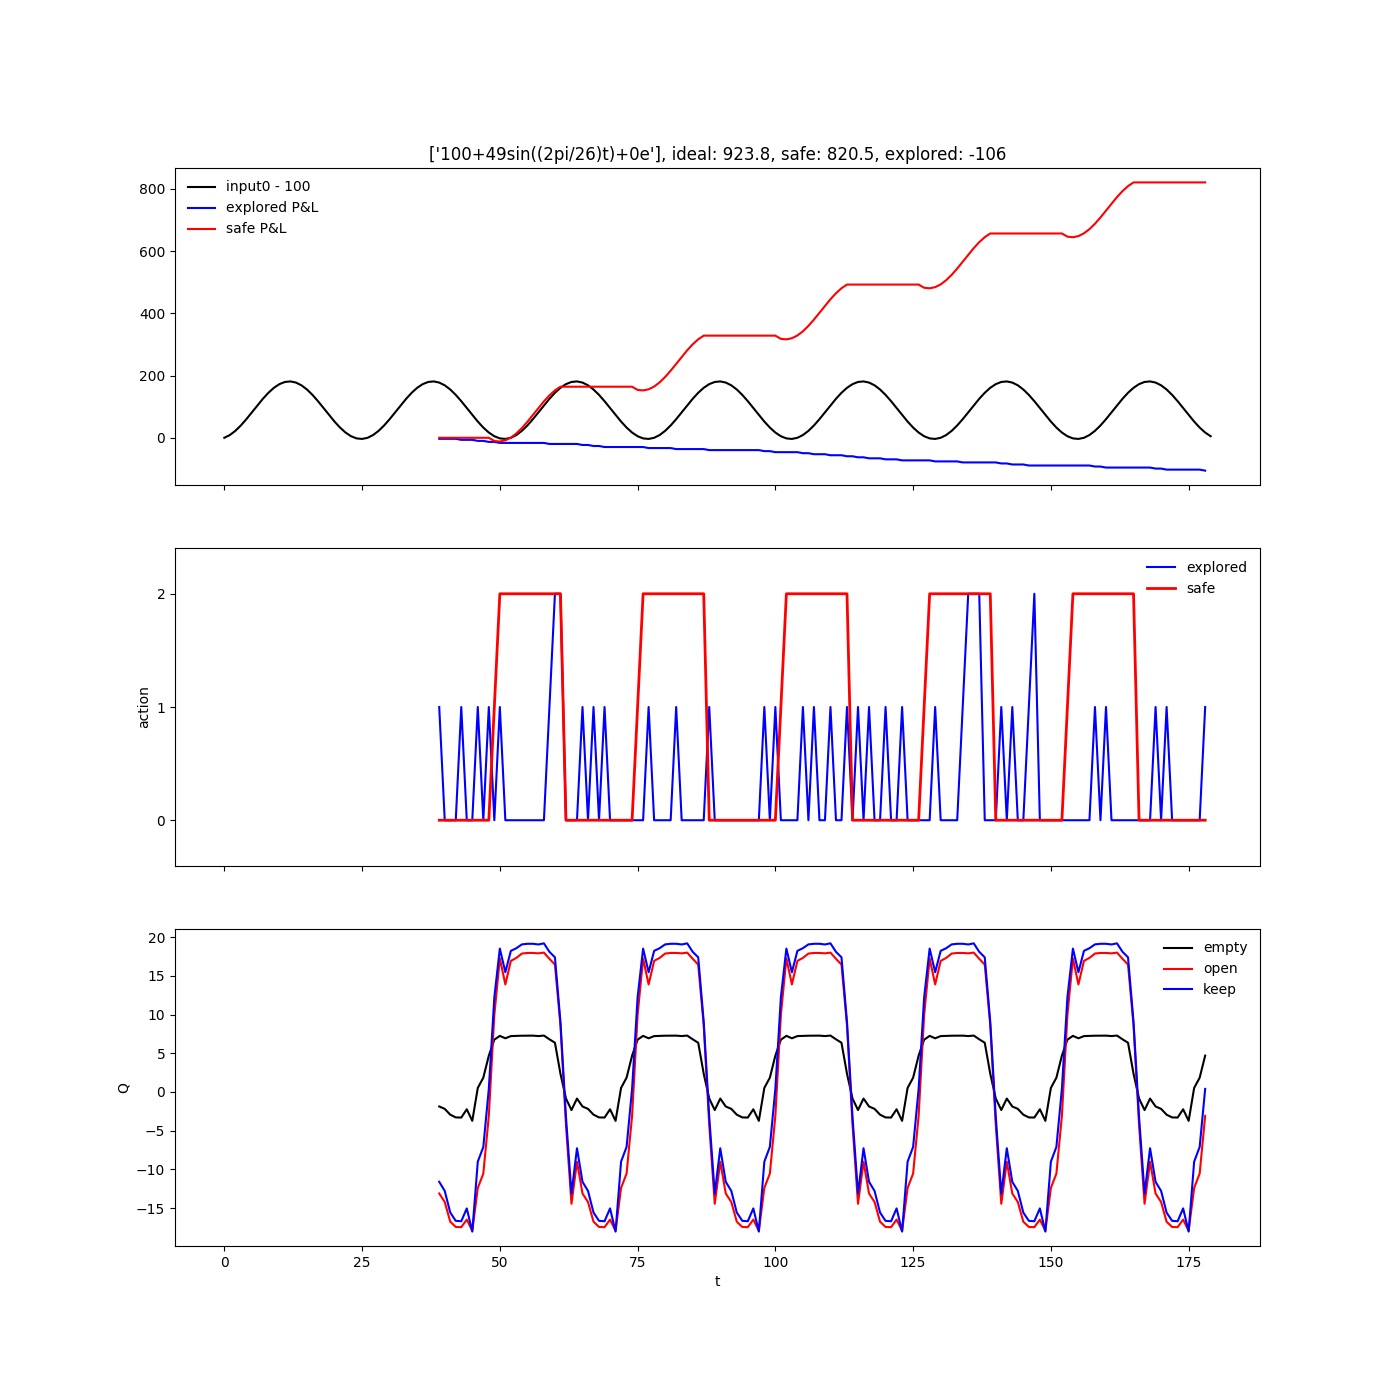 ['100+49sin((2pi/26)t)+0e'], ideal: 923.8, safe: 820.5, explored: -106
input0 - 100
explored P&L
safe P&L
800
600
400
200
0
explored
safe
2
1
0
action
empty
open
keep
20
15
10
5
0
−5
−10
−15
Q
0 25 50 75 100 125 150 175
t